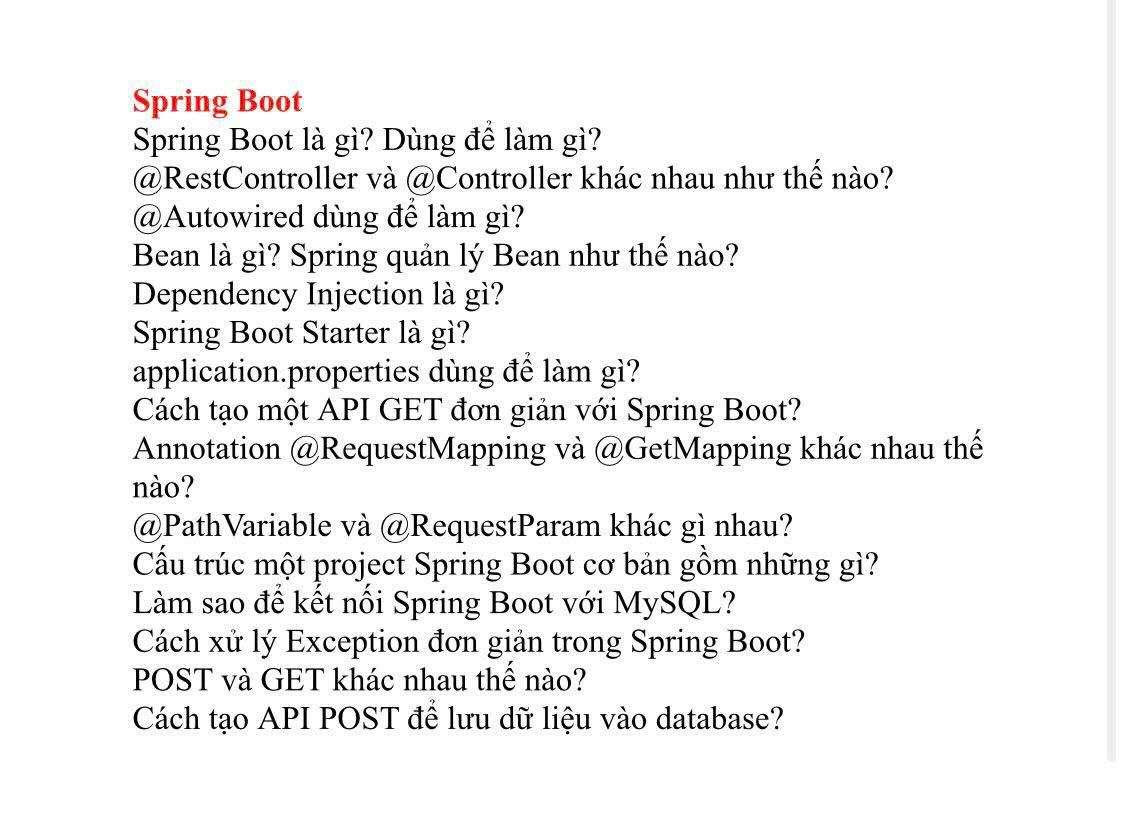 Spring Boot
Spring Boot là gì? Dùng để làm gì?
@RestController và @Controller khác nhau như thế nào?
@Autowired dùng để làm gì?
Bean là gì? Spring quản lý Bean như thế nào?
Dependency Injection là gì?
Spring Boot Starter là gì?
application.properties dùng để làm gì?
Cách tạo một API GET đơn giản với Spring Boot?
Annotation @RequestMapping và @GetMapping khác nhau thế
nào?
@PathVariable và @RequestParam khác gì nhau?
Cấu trúc một project Spring Boot cơ bản gồm những gì?
Làm sao để kết nối Spring Boot với MySQL?
Cách xử lý Exception đơn giản trong Spring Boot?
POST và GET khác nhau thế nào?
Cách tạo API POST để lưu dữ liệu vào database?